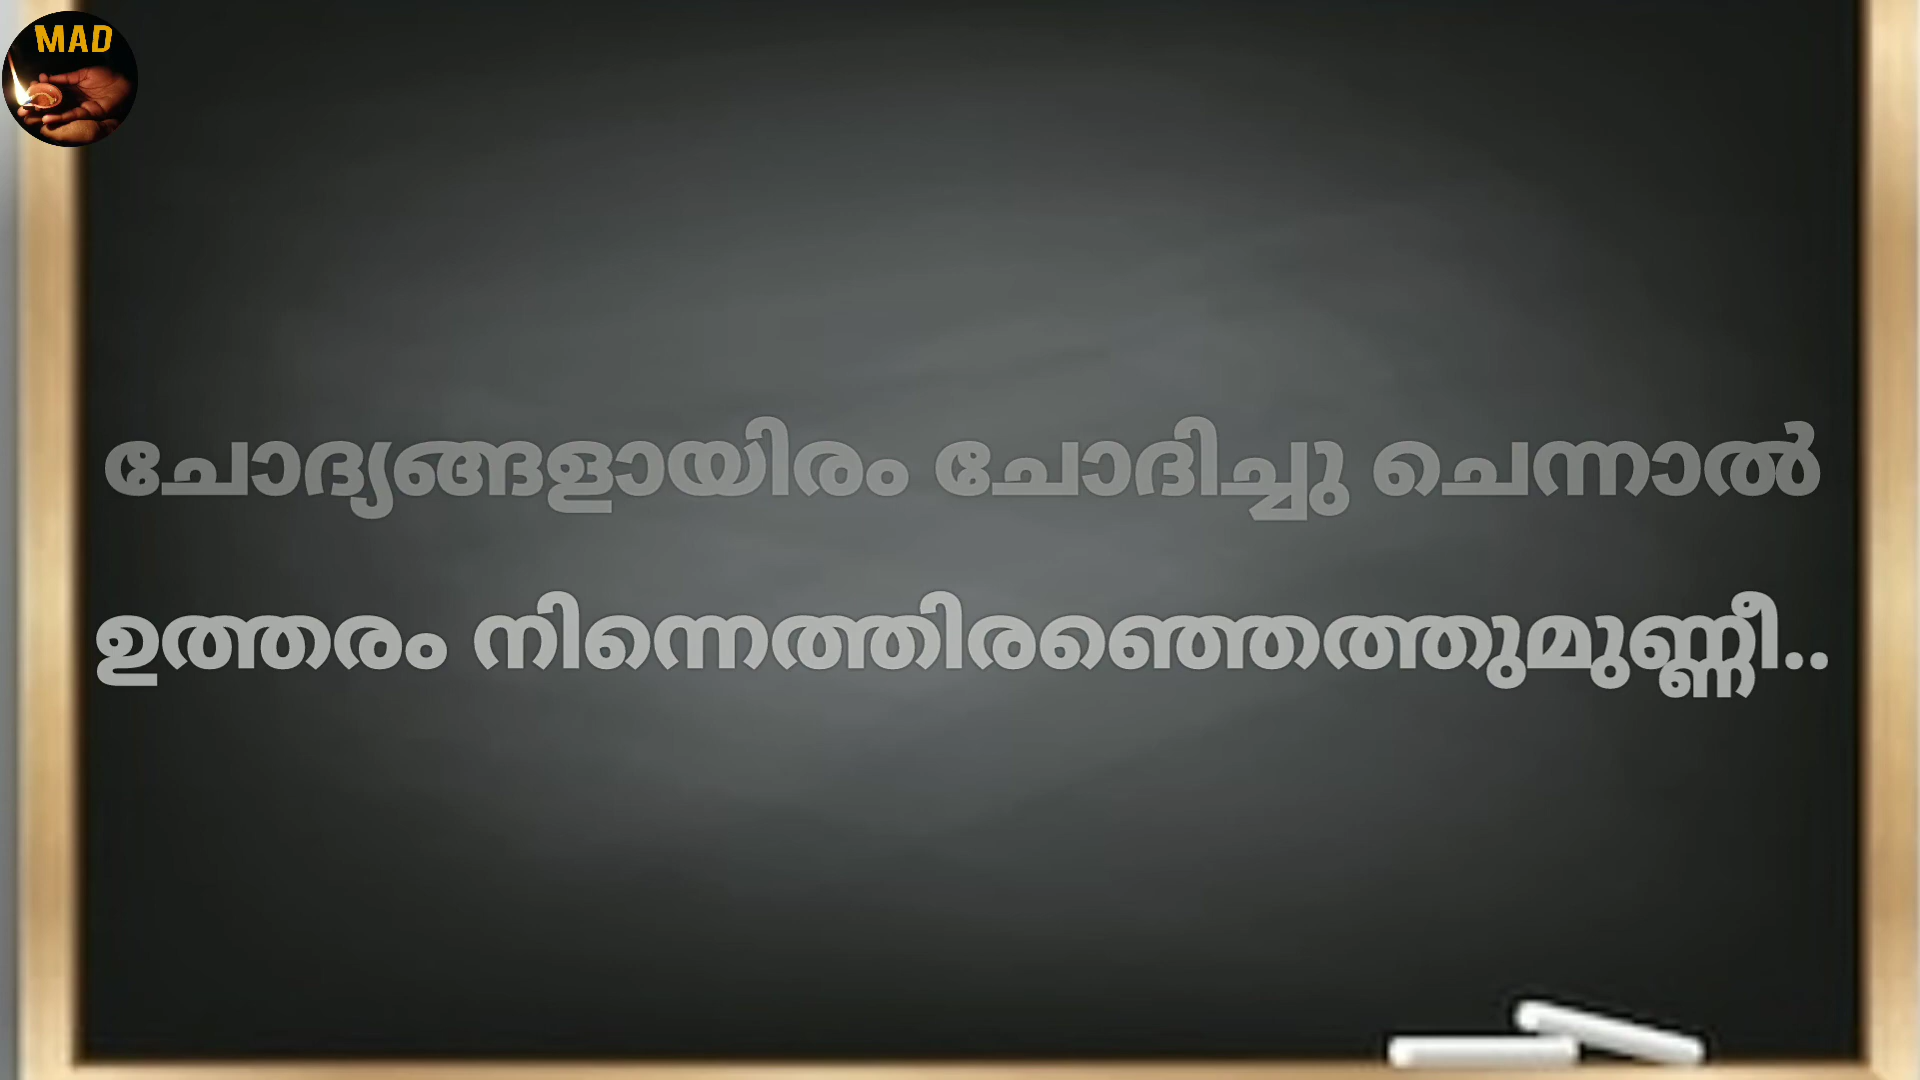 MAD
ചോദ്യങ്ങളായിരം ചോദിച്ചു ചെന്നാൽ
ഉത്തരം നിന്നെത്തിരഞ്ഞെത്തുമുണ്ണീ..